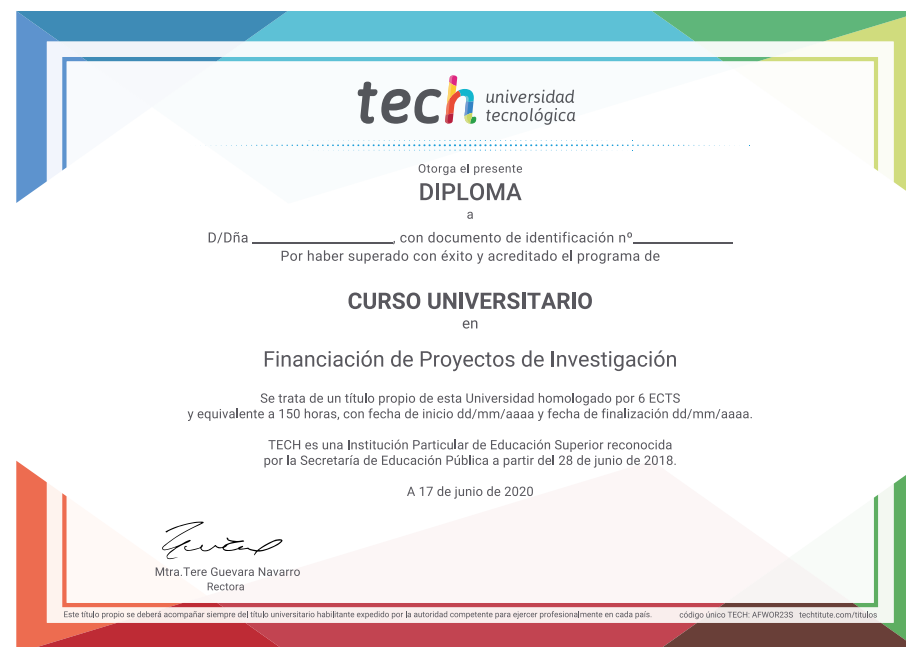 tech universidad
tecnológica
Otorga el presente
DIPLOMA
a
D/Dña ____________________, con documento de identificación nº______________
Por haber superado con éxito y acreditado el programa de
CURSO UNIVERSITARIO
en
Financiación de Proyectos de Investigación
Se trata de un título propio de esta Universidad homologado por 6 ECTS
y equivalente a 150 horas, con fecha de inicio dd/mm/aaaa y fecha de finalización dd/mm/aaaa.
TECH es una Institución Particular de Educación Superior reconocida
por la Secretaría de Educación Pública a partir del 28 de junio de 2018.
A 17 de junio de 2020
Mtra.Tere Guevara Navarro
Rectora
Este título propio se deberá acompañar siempre del título universitario habilitante expedido por la autoridad competente para ejercer profesionalmente en cada país. código único TECH: AFWOR23S techtitute.com/titulos